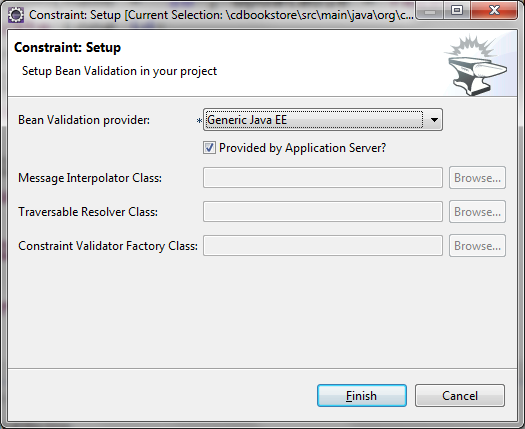 Constraint: Setup [Current Selection: \cdbookstore\src\main\java\org\c...
Constraint: Setup
Setup Bean Validation in your project
Bean Validation provider:
* Generic Java EE
Provided by Application Server?
Message Interpolator Class:
Browse...
Traversable Resolver Class:
Browse...
Constraint Validator Factory Class:
Browse...
Finish
Cancel